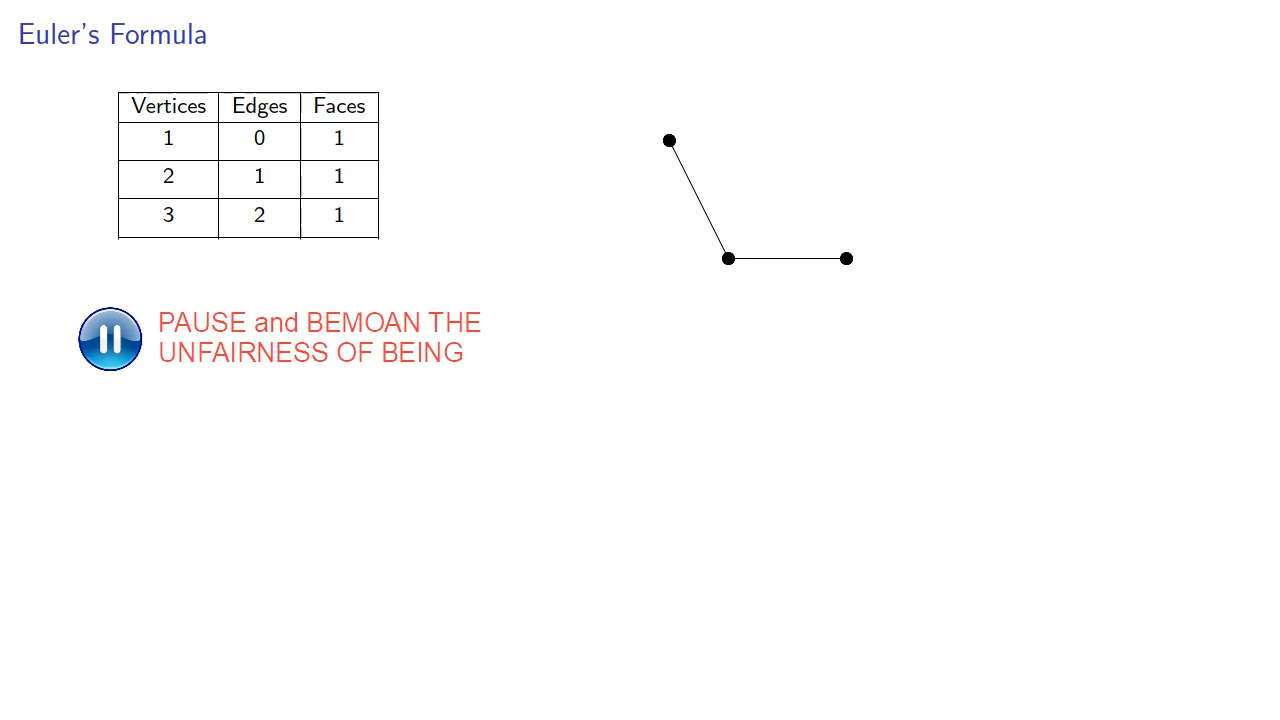 Euler's Formula
Vertices Edges Faces
1 0 1
2 1 1
3 2 1
PAUSE and BEMOAN THE
UNFAIRNESS OF BEING